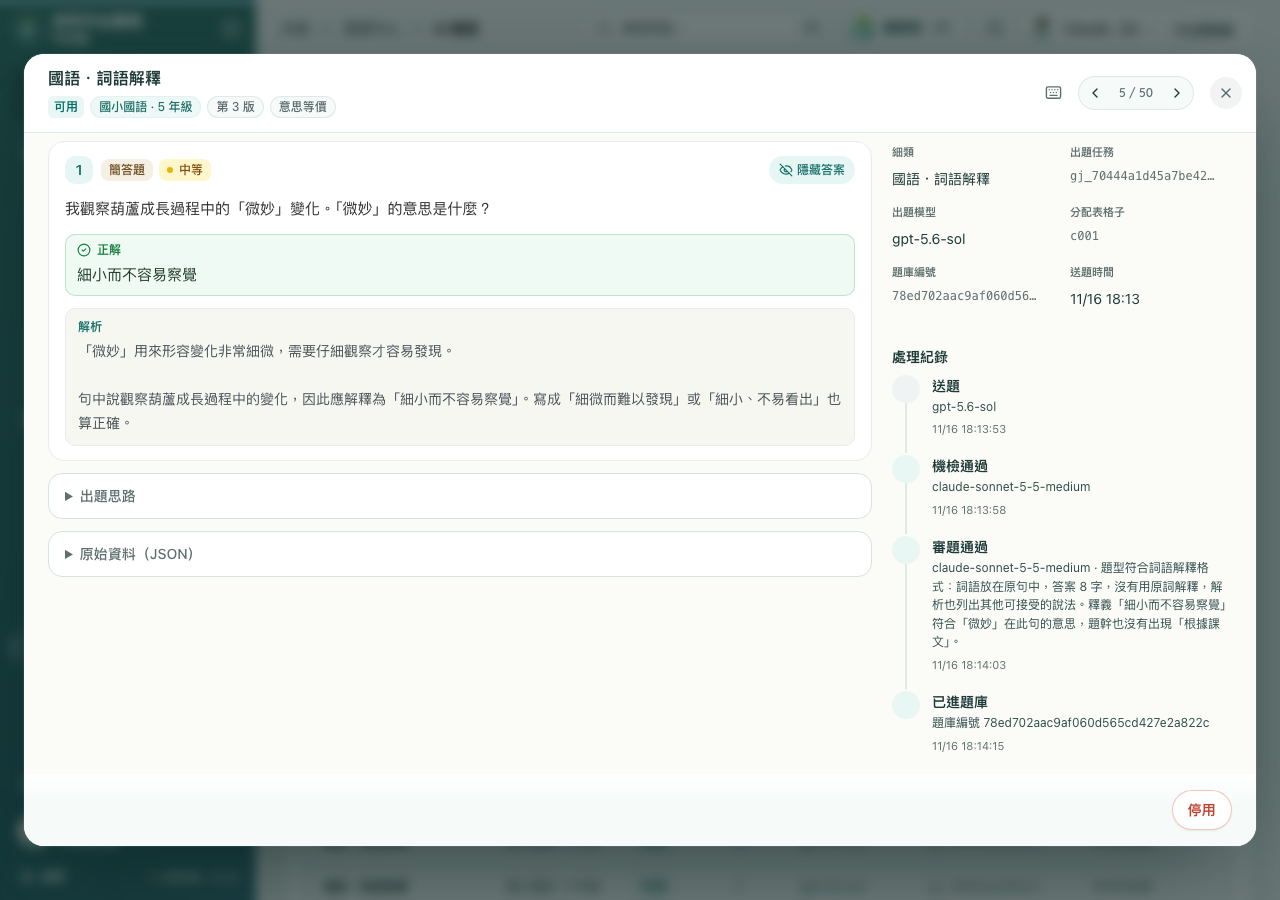 國語．詞語解釋
可用
國小國語 · 5 年級
第 3 版
意思等價
5 / 50
1
簡答題
中等
隱藏答案
我觀察葫蘆成長過程中的「微妙」變化。「微妙」的意思是什麼？
正解
細小而不容易察覺
解析
「微妙」用來形容變化非常細微，需要仔細觀察才容易發現。
句中說觀察葫蘆成長過程中的變化，因此應解釋為「細小而不容易察覺」。寫成「細微而難以發現」或「細小、不易看出」也
算正確。
出題思路
原始資料（JSON）
細類
國語．詞語解釋
出題任務
gj_70444a1d45a7be42…
出題模型
gpt-5.6-sol
分配表格子
c001
題庫編號
78ed702aac9af060d56…
送題時間
11/16 18:13
處理紀錄
送題
gpt-5.6-sol
11/16 18:13:53
機檢通過
claude-sonnet-5-5-medium
11/16 18:13:58
審題通過
claude-sonnet-5-5-medium · 題型符合詞語解釋格
式：詞語放在原句中，答案 8 字，沒有用原詞解釋，解
析也列出其他可接受的說法。釋義「細小而不容易察覺」
符合「微妙」在此句的意思，題幹也沒有出現「根據課
文」。
11/16 18:14:03
已進題庫
題庫編號 78ed702aac9af060d565cd427e2a822c
11/16 18:14:15
停用